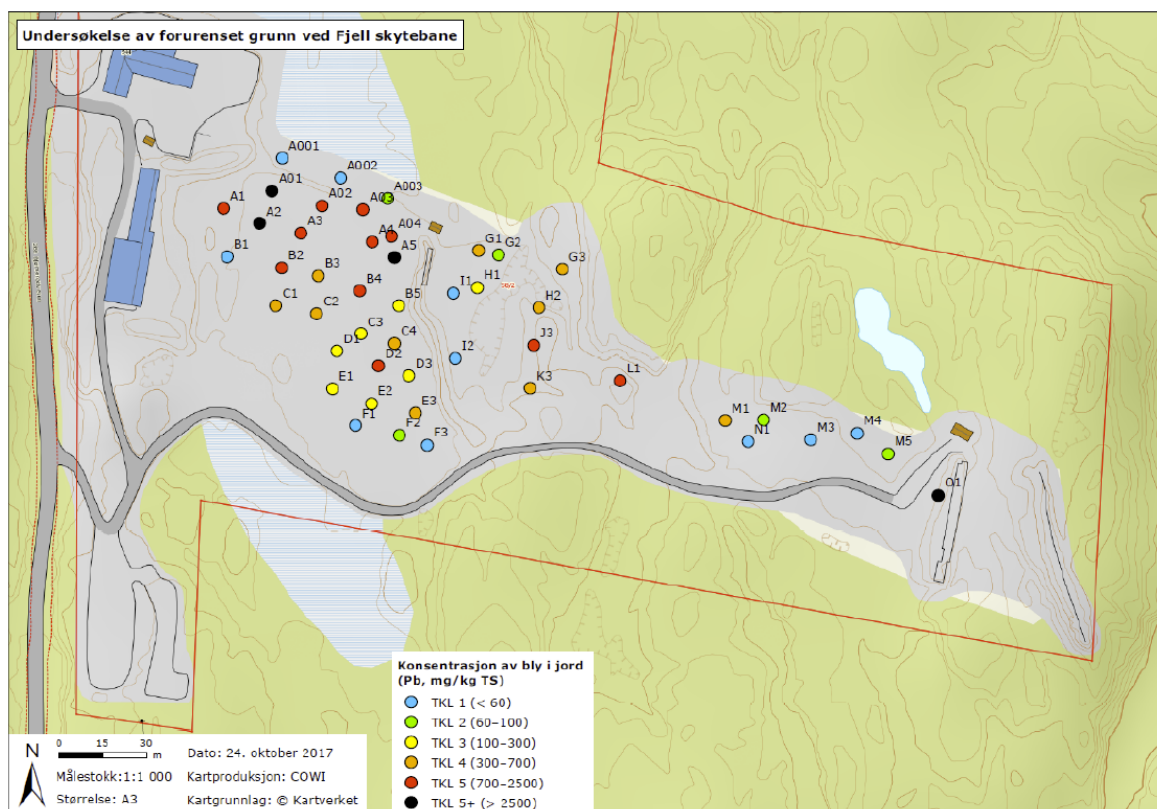 Undersøkelse av forurenset grunn ved Fjell skytebane
A001
A002
A01
A003
A1
A02
A03
A2
A3
A4
A04
A5
B1
G1
G2
B2
B3
G3
B4
I1
H1
C1
C2
B5
H2
C3
C4
D1
J3
D2
I2
D3
L1
E1
K3
E2
E3
F1
M1
M2
F2
N1
M3
M4
F3
M5
O1
Konsentrasjon av bly i jord
(Pb, mg/kg TS)
TKL 1 (< 60)
TKL 2 (60–100)
TKL 3 (100–300)
TKL 4 (300–700)
TKL 5 (700–2500)
TKL 5+ (> 2500)
N
0 15 30
m
Dato: 24. oktober 2017
Målestokk:1:1 000
Kartproduksjon: COWI
Størrelse: A3
Kartgrunnlag: © Kartverket